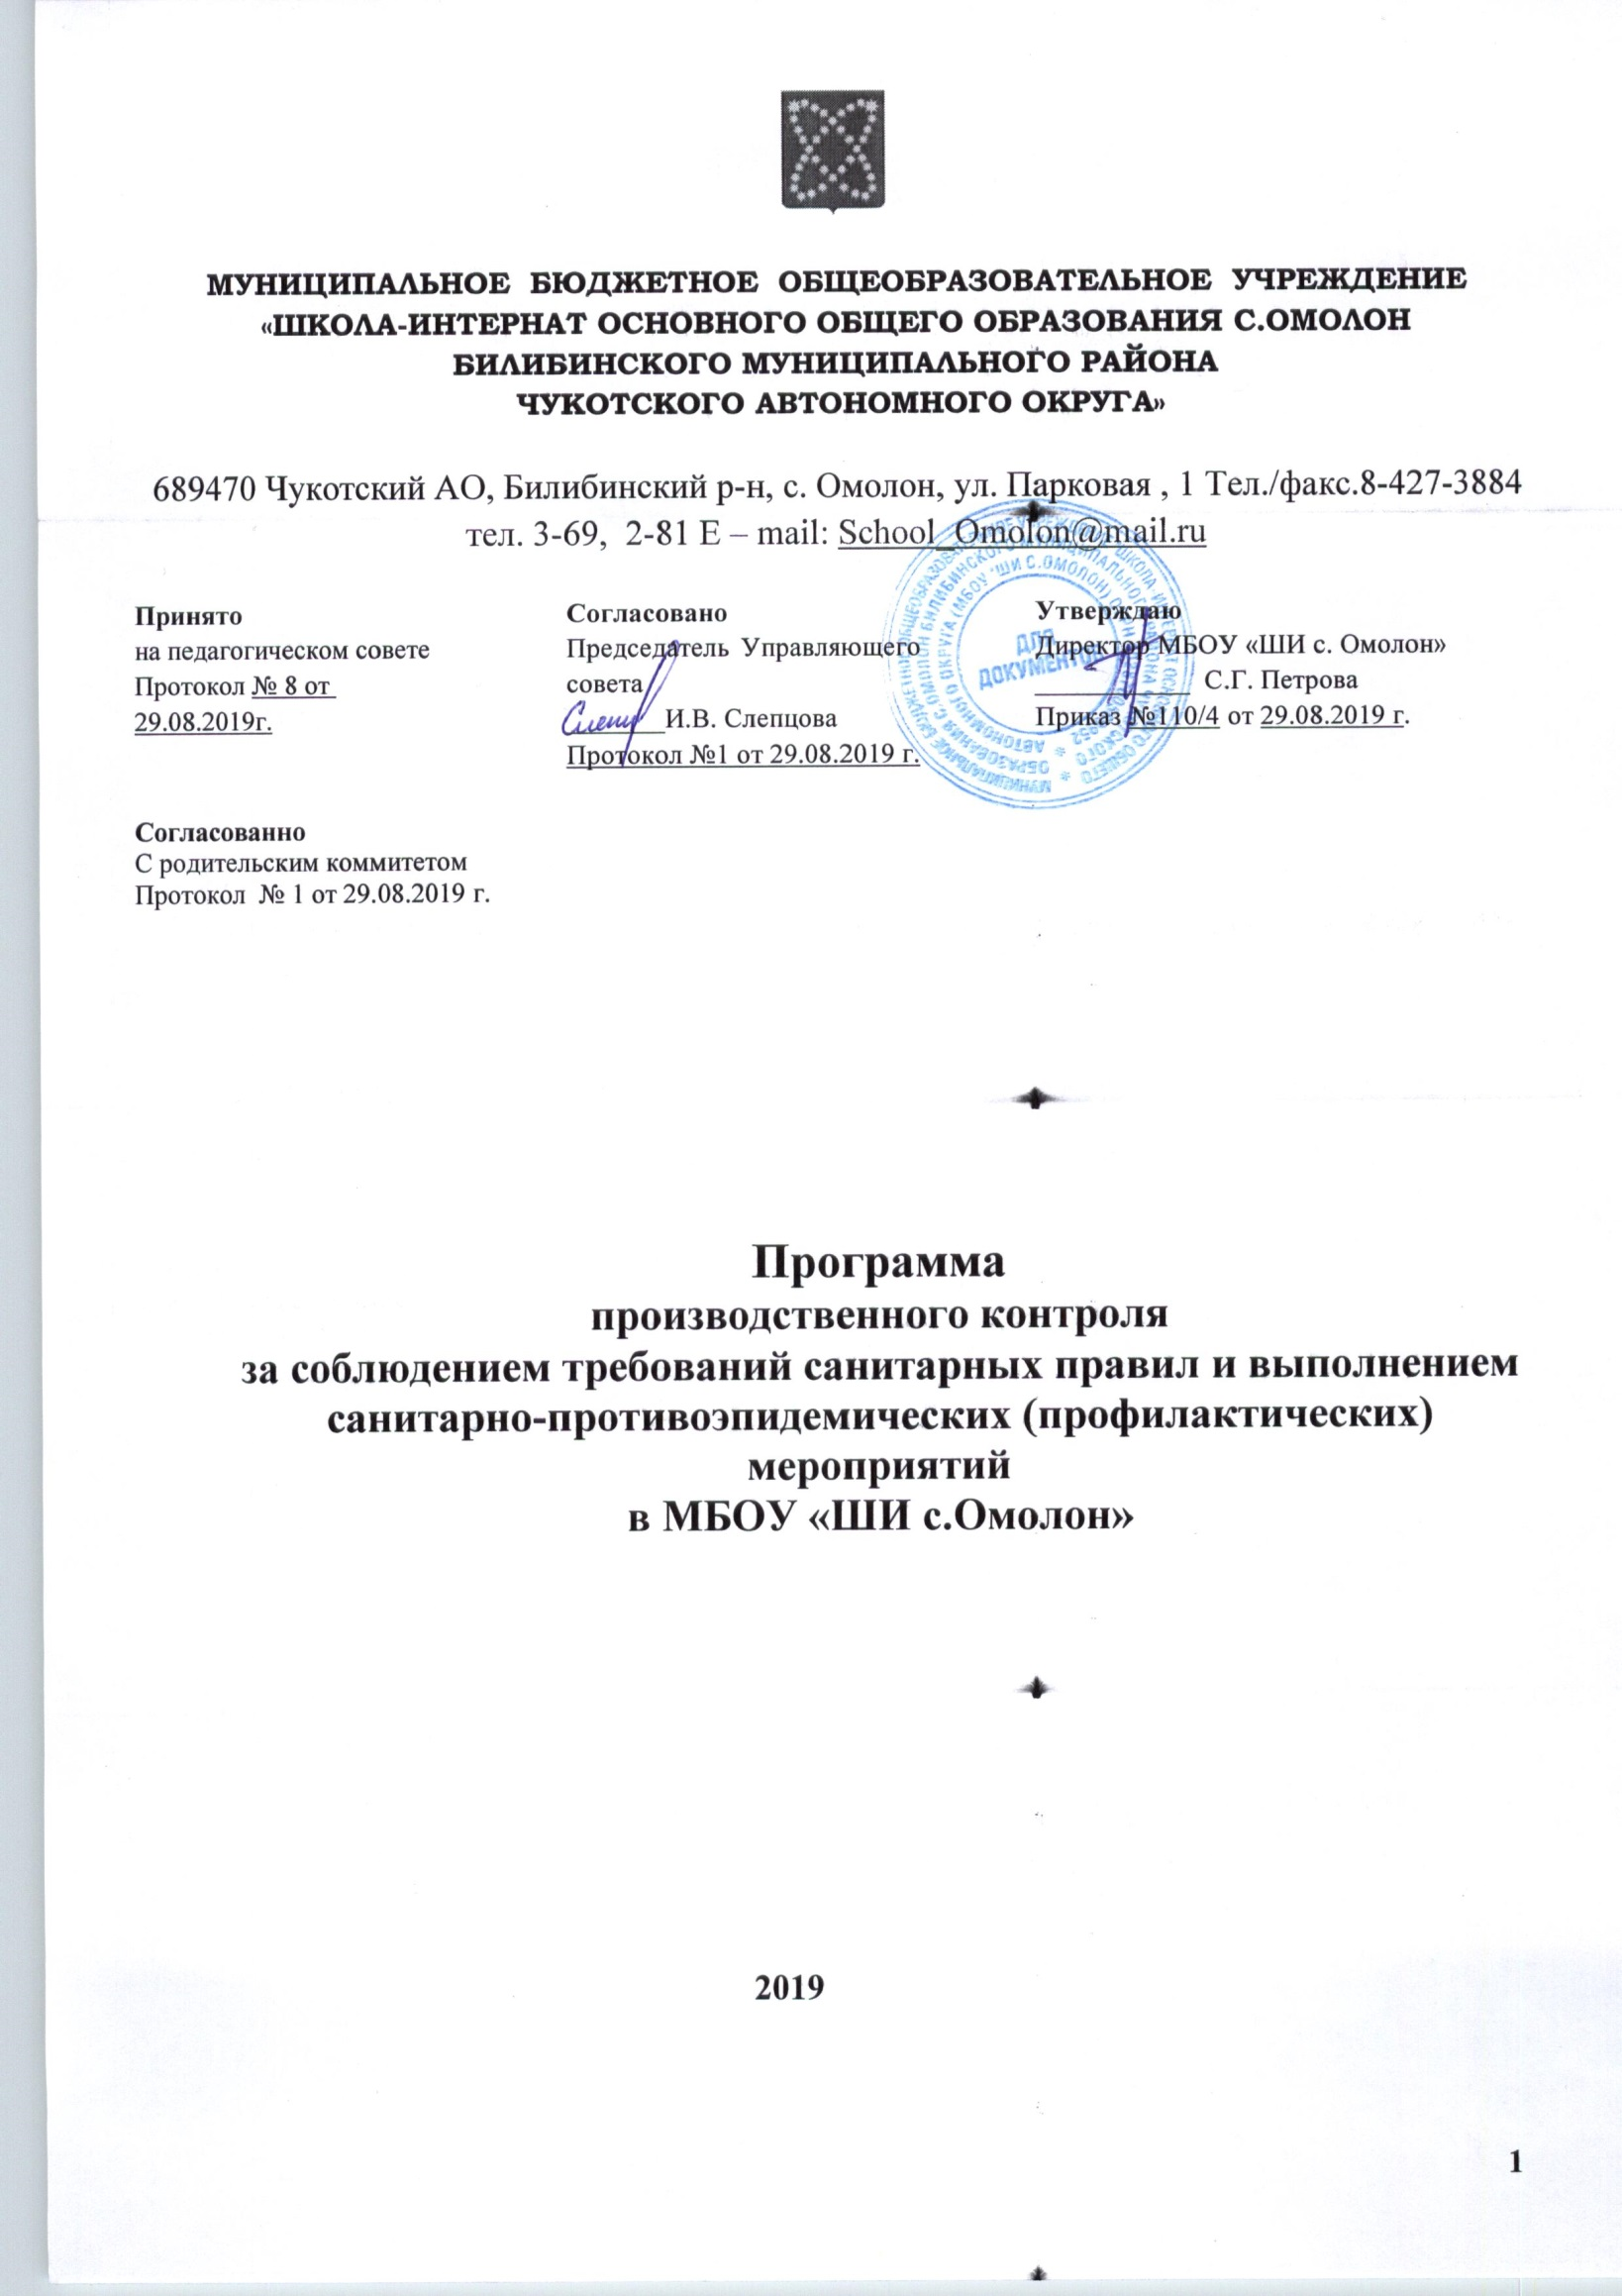 МУНИЦИПАЛЬНОЕ БЮДЖЕТНОЕ ОБЩЕОБРАЗОВАТЕЛЬНОЕ УЧРЕЖДЕНИЕ
«ШКОЛА-ИНТЕРНАТ ОСНОВНОГО ОБЩЕГО ОБРАЗОВАНИЯ С.ОМОЛОН
БИЛИБИНСКОГО МУНИЦИПАЛЬНОГО РАЙОНА
ЧУКОТСКОГО АВТОНОМНОГО ОКРУГА»
689470 Чукотский АО, Билибинский р-н, с. Омолон, ул. Парковая , 1 Тел./факс.8-427-3884
тел. 3-69, 2-81 E – mail: School_Omolon@mail.ru
Принято
на педагогическом совете
Протокол № 8 от
29.08.2019г.
Согласовано
Председатель Управляющего
совета
И.В. Слепцова
Протокол №1 от 29.08.2019 г.
Утверждаю
Директор МБОУ «ШИ с. Омолон»
С.Г. Петрова
Приказ №110/4 от 29.08.2019 г.
ДЛЯ
ДОКУМЕНТОВ
Согласованно
С родительским коммитетом
Протокол № 1 от 29.08.2019 г.
Программа
производственного контроля
за соблюдением требований санитарных правил и выполнением
санитарно-противоэпидемических (профилактических)
мероприятий
в МБОУ «ШИ с.Омолон»
2019
1